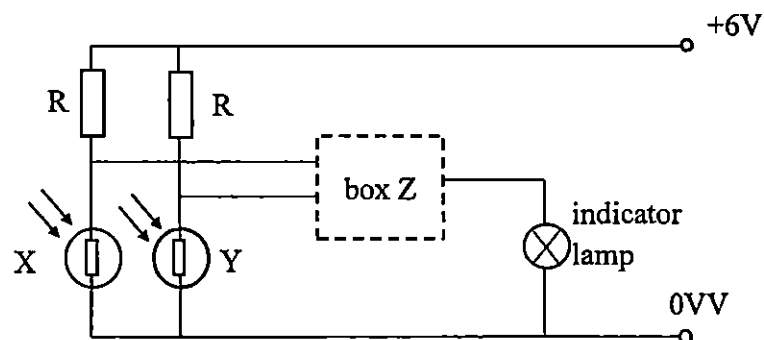 +6V
R
R
box Z
indicator
lamp
X
Y
0VV